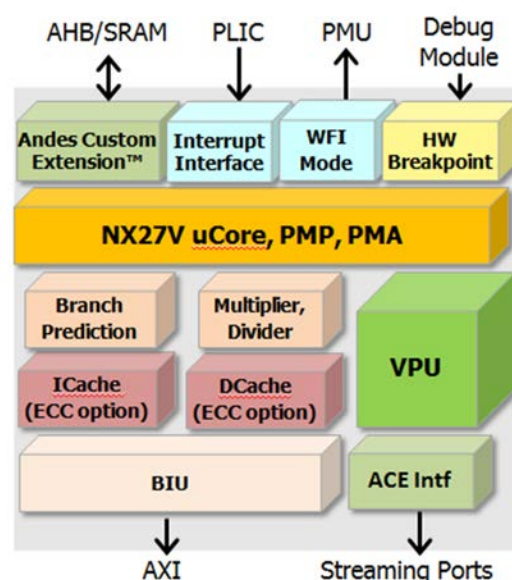 AHB/SRAM PLIC PMU Debug
Module
Andes Custom
Extension™
Interrupt
Interface
WFI
Mode
HW
Breakpoint
NX27V uCore, PMP, PMA
Branch
Prediction
Multiplier,
Divider
VPU
ICache
(ECC option)
DCache
(ECC option)
BIU
ACE Intf
AXI
Streaming Ports